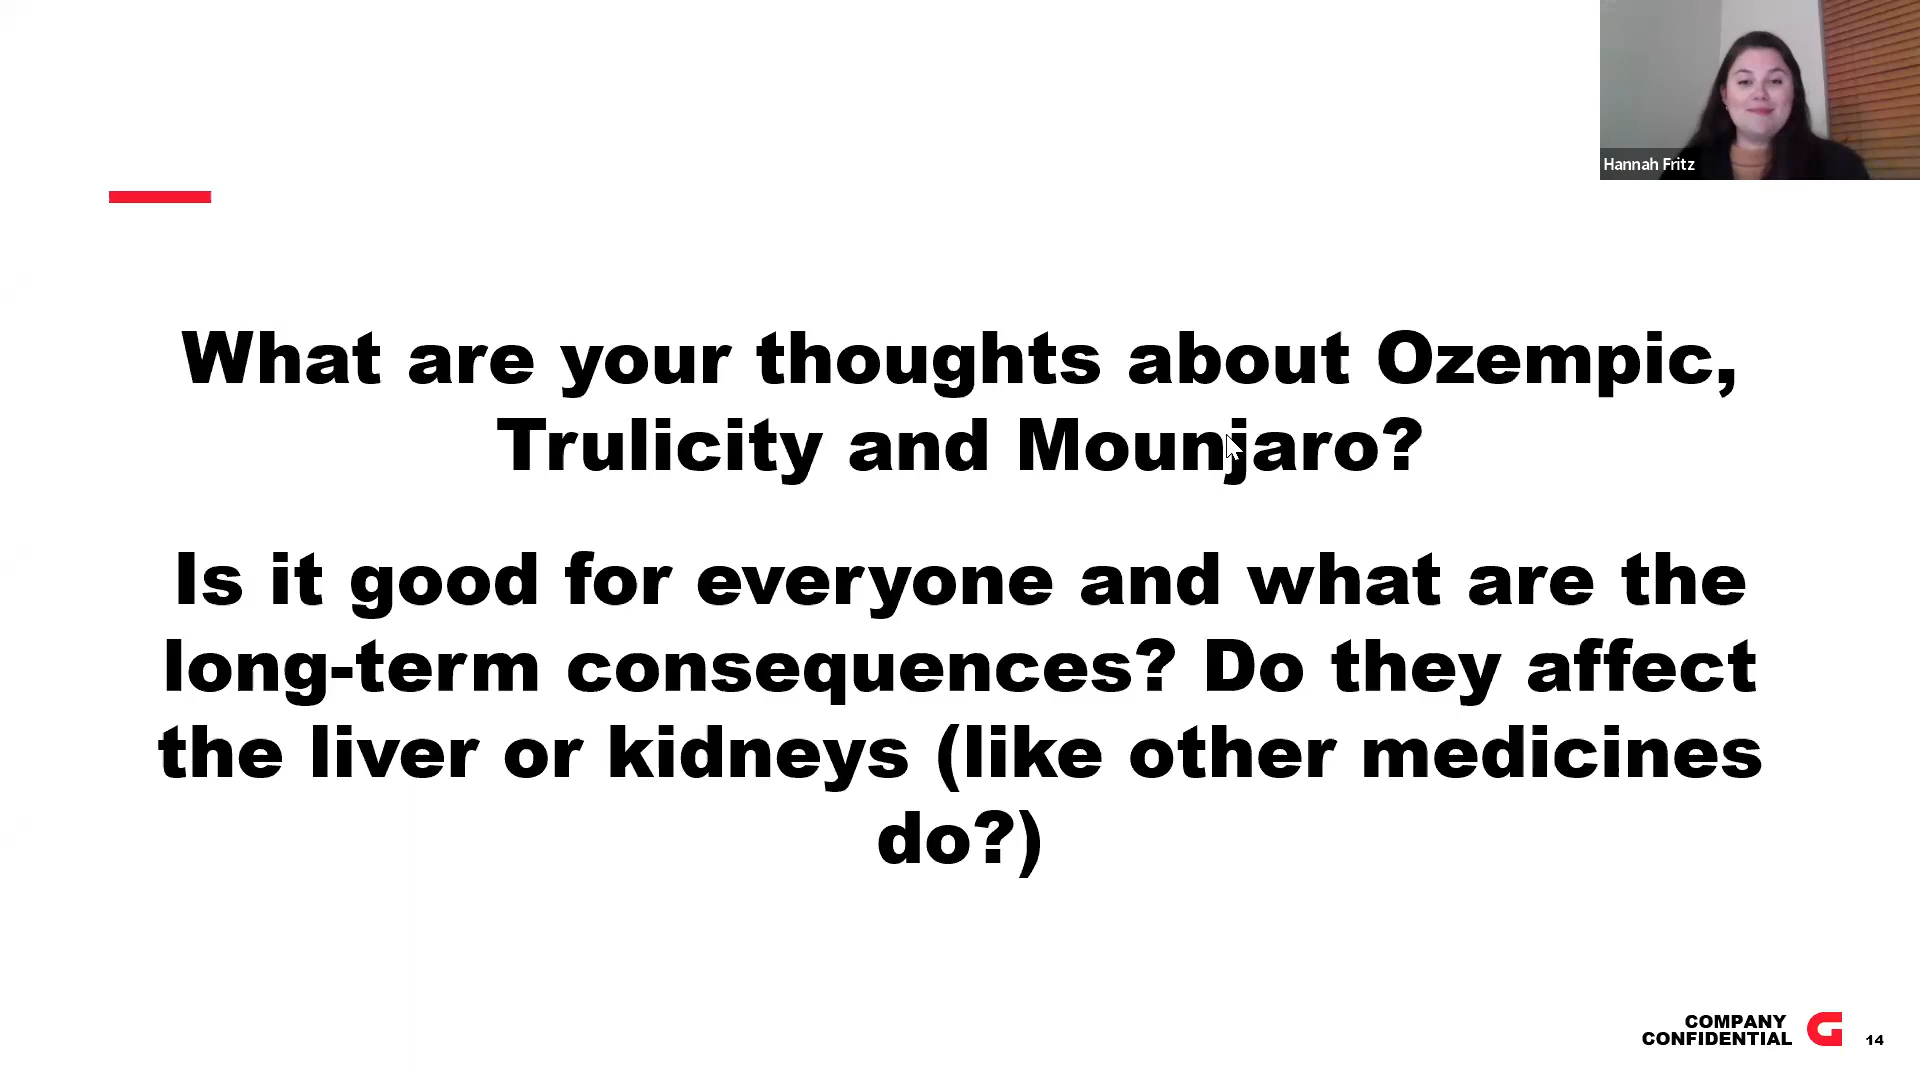 Hannah Fritz
What are your thoughts about Ozempic,
Trulicity and Mounjaro?
Is it good for everyone and what are the
long-term consequences? Do they affect
the liver or kidneys (like other medicines
do?)
COMPANY
CONFIDENTIAL
14